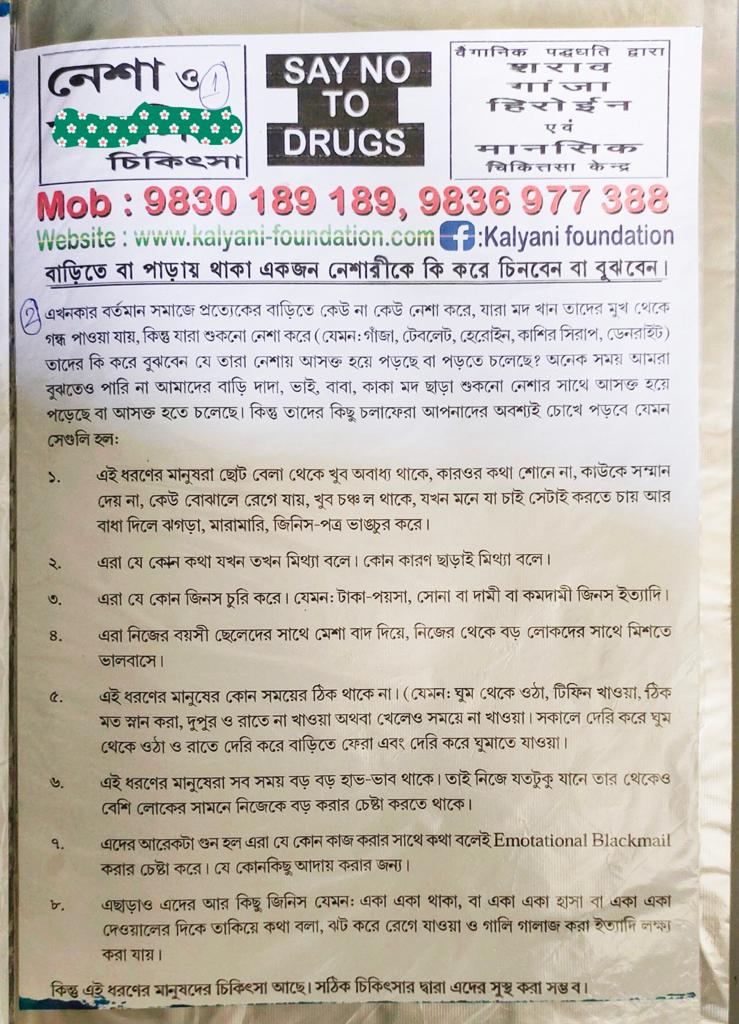 নেশা ও
1
চিকিৎসা
SAY NO
TO
DRUGS
বৈগানিক পদ্ধধতি द्वারা
शराव
गांजा
हिरोईन
एवं
मानसिक
चिकित्तसा केन्द्र
Mob : 9830 189 189, 9836 977 388
Website : www.kalyani-foundation.com f :Kalyani foundation
বাড়িতে বা পাড়ায় থাকা একজন নেশারীকে কি করে চিনবেন বা বুঝবেন।
2
এখনকার বর্তমান সমাজে প্রত্যেকের বাড়িতে কেউ না কেউ নেশা করে, যারা মদ খান তাদের মুখ থেকে
গন্ধ পাওয়া যায়, কিন্তু যারা শুকনো নেশা করে (যেমন: গাঁজা, টেবলেট, হেরোইন, কাশির সিরাপ, ডেনরাইট)
তাদের কি করে বুঝবেন যে তারা নেশায় আসক্ত হয়ে পড়ছে বা পড়তে চলেছে? অনেক সময় আমরা
বুঝতেও পারি না আমাদের বাড়ি দাদা, ভাই, বাবা, কাকা মদ ছাড়া শুকনো নেশার সাথে আসক্ত হয়ে
পড়েছে বা আসক্ত হতে চলেছে। কিন্তু তাদের কিছু চলাফেরা আপনাদের অবশ্যই চোখে পড়বে যেমন
সেগুলি হল:
১. এই ধরণের মানুষরা ছোট বেলা থেকে খুব অবাধ্য থাকে, কারওর কথা শোনে না, কাউকে সম্মান
দেয় না, কেউ বোঝালে রেগে যায়, খুব চঞ্চল থাকে, যখন মনে যা চাই সেটাই করতে চায় আর
বাধা দিলে ঝগড়া, মারামারি, জিনিস-পত্র ভাঙচুর করে।
২. এরা যে কোন কথা যখন তখন মিথ্যা বলে। কোন কারণ ছাড়াই মিথ্যা বলে।
৩. এরা যে কোন জিনস চুরি করে। যেমন: টাকা-পয়সা, সোনা বা দামী বা কমদামী জিনস ইত্যাদি।
৪. এরা নিজের বয়সী ছেলেদের সাথে মেশা বাদ দিয়ে, নিজের থেকে বড় লোকদের সাথে মিশতে
ভালবাসে।
৫. এই ধরণের মানুষের কোন সময়ের ঠিক থাকে না। (যেমন: ঘুম থেকে ওঠা, টিফিন খাওয়া, ঠিক
মত স্নান করা, দুপুর ও রাতে না খাওয়া অথবা খেলেও সময়ে না খাওয়া। সকালে দেরি করে ঘুম
থেকে ওঠা ও রাতে দেরি করে বাড়িতে ফেরা এবং দেরি করে ঘুমাতে যাওয়া।
৬. এই ধরণের মানুষেরা সব সময় বড় বড় হাভ-ভাব থাকে। তাই নিজে যতটুকু যানে তার থেকেও
বেশি লোকের সামনে নিজেকে বড় করার চেষ্টা করতে থাকে।
৭. এদের আরেকটা গুন হল এরা যে কোন কাজ করার সাথে কথা বলেই Emotational Blackmail
করার চেষ্টা করে। যে কোনকিছু আদায় করার জন্য।
৮. এছাড়াও এদের আর কিছু জিনিস যেমন: একা একা থাকা, বা একা একা হাসা বা একা একা
দেওয়ালের দিকে তাকিয়ে কথা বলা, ঝট করে রেগে যাওয়া ও গালি গালাজ করা ইত্যাদি লক্ষ্য
করা যায়।
কিন্তু এই ধরণের মানুষদের চিকিৎসা আছে। সঠিক চিকিৎসার দ্বারা এদের সুস্থ করা সম্ভব।